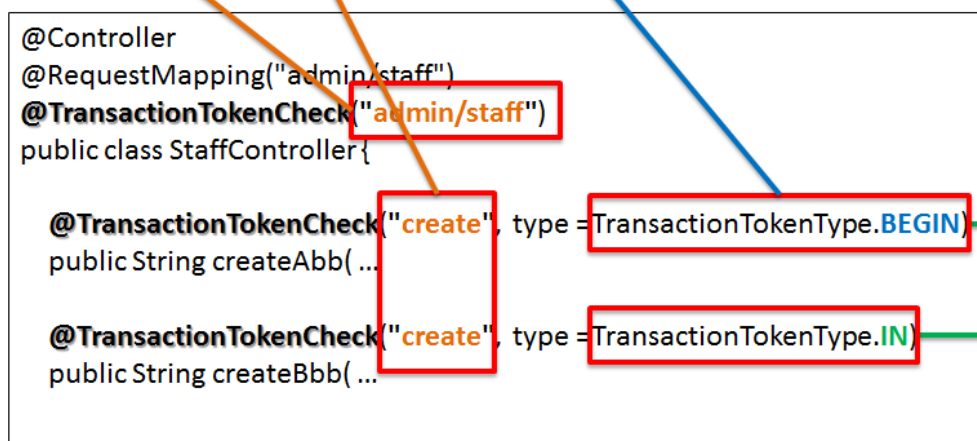 @Controller
@RequestMapping("admin/staff")
@TransactionTokenCheck("admin/staff")
public class StaffController {
@TransactionTokenCheck("create", type =TransactionTokenType.BEGIN)
public String createAbb( ...
@TransactionTokenCheck("create", type =TransactionTokenType.IN)
public String createBbb( ...